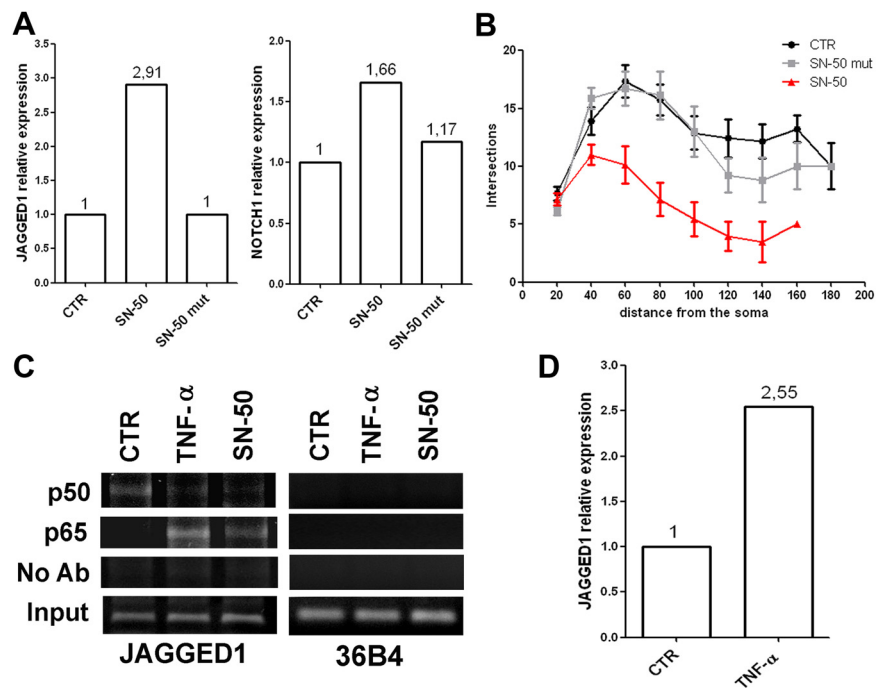 A
JAGGED1 relative expression
3.5
3.0
2.5
2.0
1.5
1.0
0.5
0.0
1
2,91
1
CTR
SN-50
SN-50 mut
NOTCH1 relative expression
2.0
1.5
1.0
0.5
0.0
1
1,66
1,17
CTR
SN-50
SN-50 mut
B
CTR
SN-50 mut
SN-50
Intersections
20
15
10
5
0
0 20 40 60 80 100 120 140 160 180 200
distance from the soma
C
CTR TNF-α SN-50 CTR TNF-α SN-50
p50
p65
No Ab
Input
JAGGED1 36B4
D
JAGGED1 relative expression
3.0
2.5
2.0
1.5
1.0
0.5
0.0
1
2,55
CTR
TNF-α